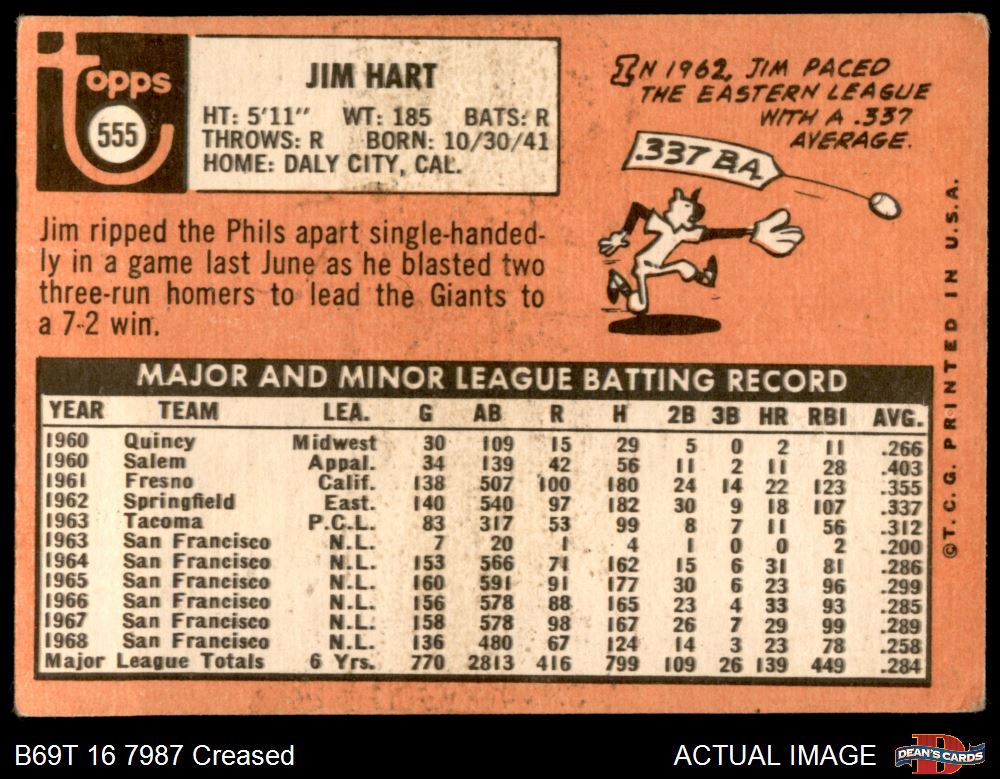 Topps
555
JIM HART
HT: 5'11" WT: 185 BATS: R
THROWS: R BORN: 10/30/41
HOME: DALY CITY, CAL.
IN 1962, JIM PACED
THE EASTERN LEAGUE
WITH A .337
AVERAGE.
.337 B.A.
Jim ripped the Phils apart single-handed-
ly in a game last June as he blasted two
three-run homers to lead the Giants to
a 7-2 win.
MAJOR AND MINOR LEAGUE BATTING RECORD
YEAR TEAM LEA. G AB R H 2B 3B HR RBI AVG.
1960 Quincy Midwest 30 109 15 29 5 0 2 11 .266
1960 Salem Appal. 34 139 42 56 11 2 11 28 .403
1961 Fresno Calif. 138 507 100 180 24 14 22 123 .355
1962 Springfield East. 140 540 97 182 30 9 18 107 .337
1963 Tacoma P.C.L. 83 317 53 99 8 7 11 56 .312
1963 San Francisco N.L. 7 20 1 4 1 0 0 2 .200
1964 San Francisco N.L. 153 566 71 162 15 6 31 81 .286
1965 San Francisco N.L. 160 591 91 177 30 6 23 96 .299
1966 San Francisco N.L. 156 578 88 165 23 4 33 93 .285
1967 San Francisco N.L. 158 578 98 167 26 7 29 99 .289
1968 San Francisco N.L. 136 480 67 124 14 3 23 78 .258
Major League Totals 6 Yrs. 770 2813 416 799 109 26 139 449 .284
©T.C.G. PRINTED IN U.S.A.
B69T 16 7987 Creased
ACTUAL IMAGE
DEAN'S CARDS